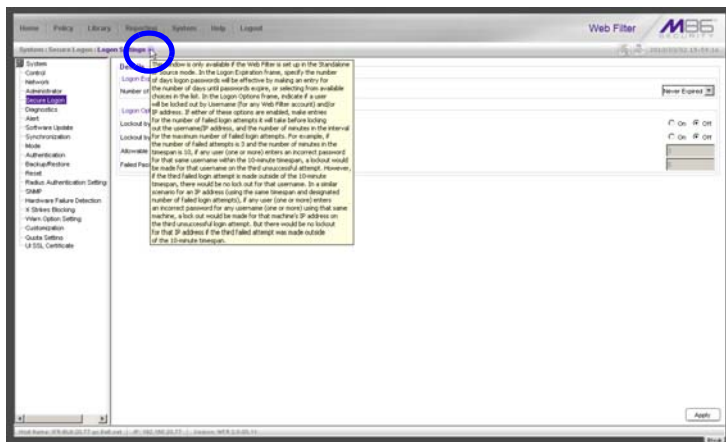 Home Policy Library Reporting System Help Logout
Web Filter
M86
SECURITY
System : Secure Logon : Logon Settings
System
Control
Network
Administrator
Secure Logon
Diagnostics
Alert
Software Update
Synchronization
Mode
Authentication
Backup/Restore
Reset
Radius Authentication Setting
SNMP
Hardware Failure Detection
X Strikes Blocking
Warn Option Setting
Customization
Quota Setting
UI SSL Certificate
Logon Exp
Number of
Never Expired
Logon Opt
Lockout by
On Off
Lockout by
On Off
Allowable
Failed Pass
window is only available if the Web Filter is set up in the Standalone
Source mode. In the Logon Expiration frame, specify the number
of days logon passwords will be effective by making an entry for
the number of days until passwords expire, or selecting from available
choices in the list. In the Logon Options frame, indicate if a user
will be locked out by Username (for any Web Filter account) and/or
IP address. If either of these options are enabled, make entries
for the number of failed login attempts it will take before locking
out the username/IP address, and the number of minutes in the interval
for the maximum number of failed login attempts. For example, if
the number of failed attempts is 3 and the number of minutes in the
timespan is 10, if any user (one or more) enters an incorrect password
for that same username within the 10-minute timespan, a lockout would
be made for that username on the third unsuccessful attempt. However,
if the third failed login attempt is made outside of the 10-minute
timespan, there would be no lock out for that username. In a similar
scenario for an IP address (using the same timespan and designated
number of failed login attempts), if any user (one or more) enters
an incorrect password for any username (one or more) using that same
machine, a lock out would be made for that machine's IP address on
the third unsuccessful login attempt. But there would be no lockout
for that IP address if the third failed attempt was made outside
of the 10-minute timespan.
Apply